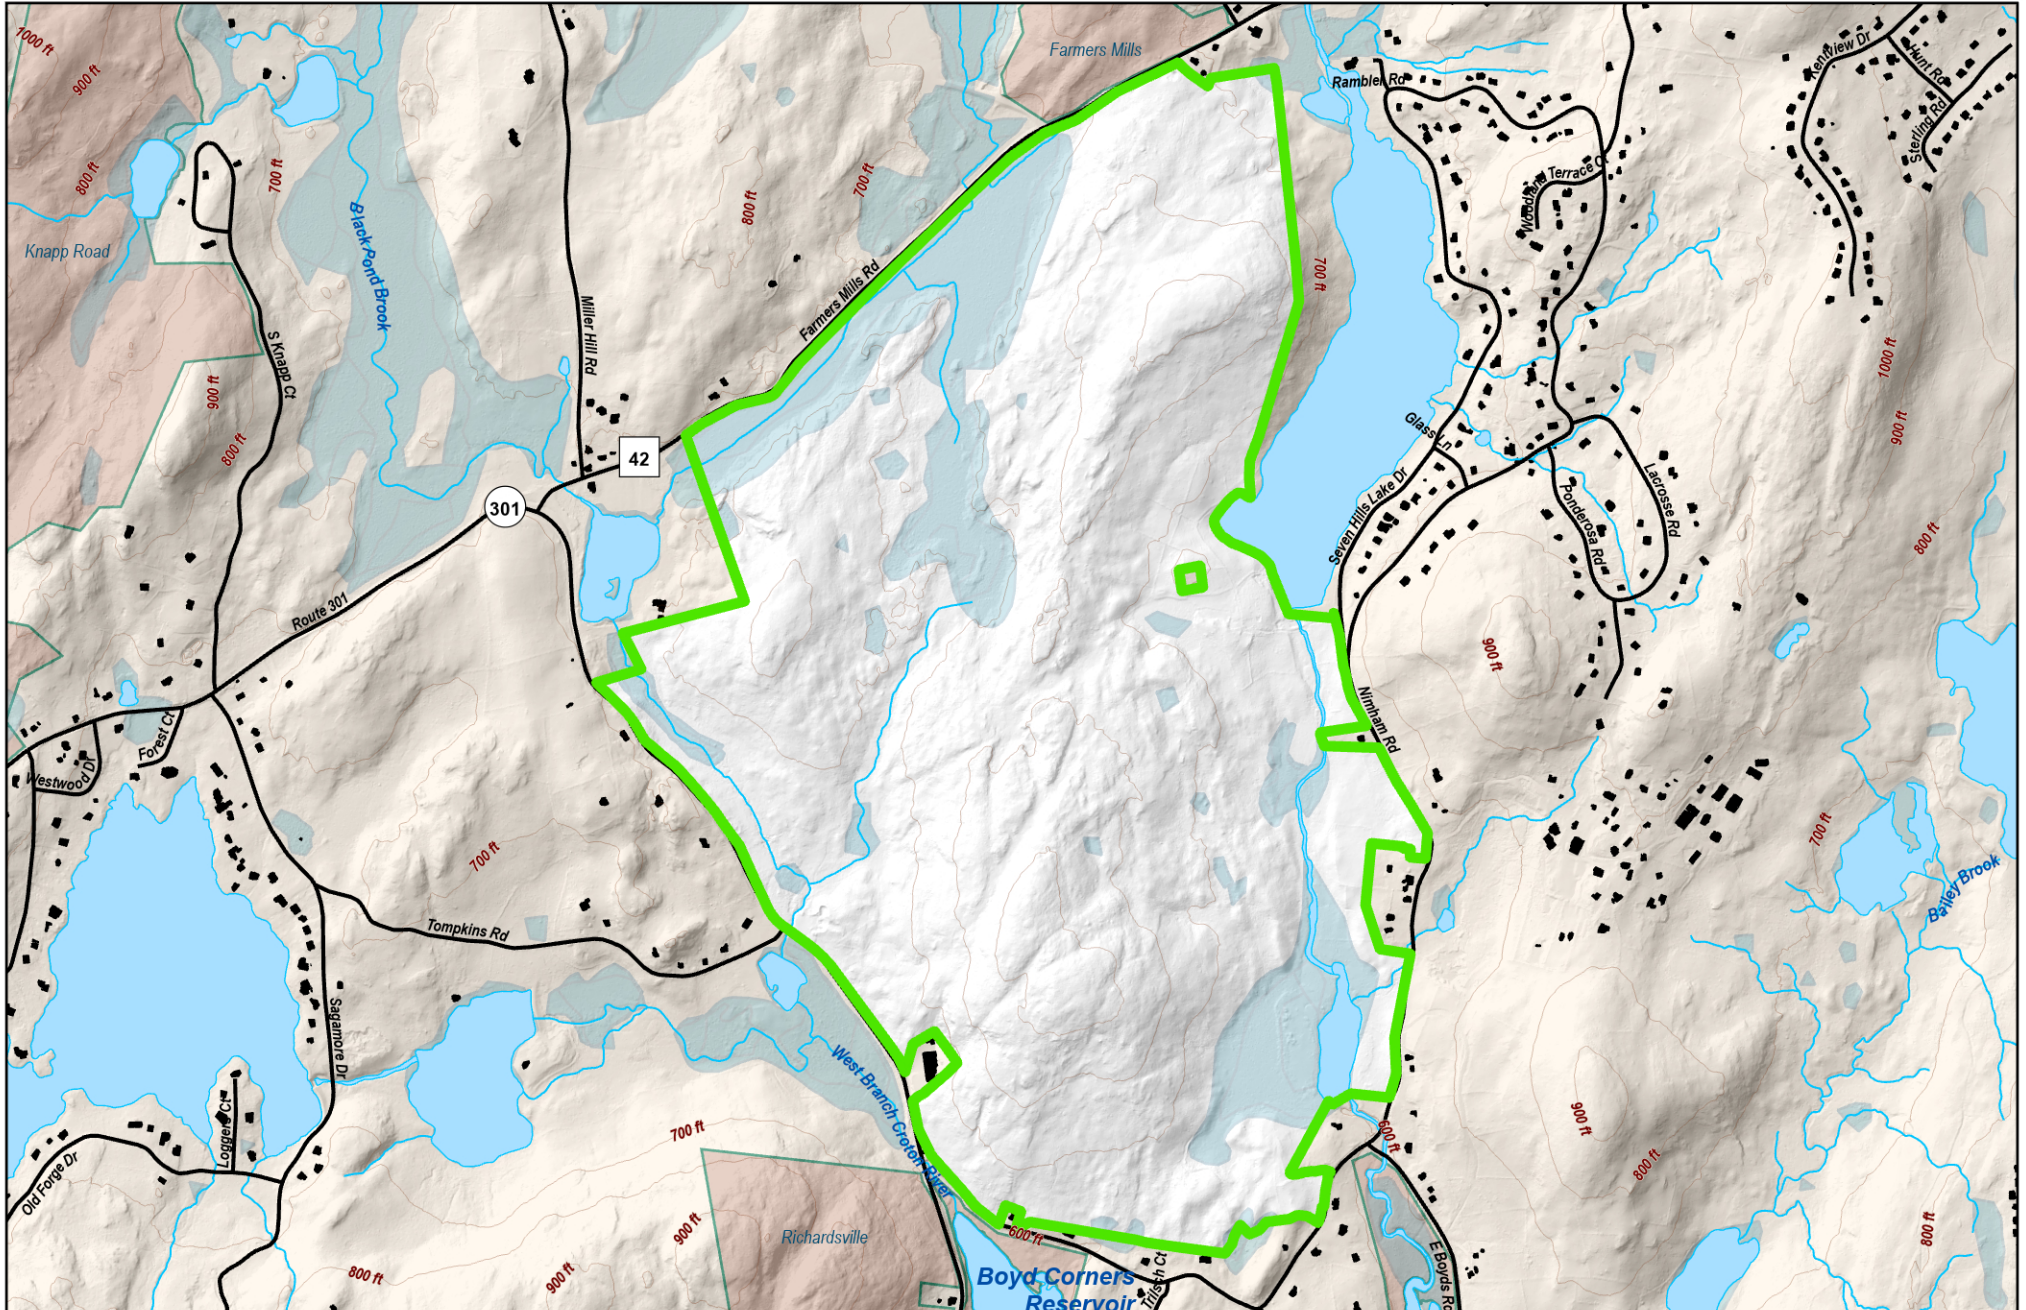 1000 ft
900 ft
Farmers Mills
Kentview Dr
Hunt Rd
Sterling Rd
Rambler Rd
800 ft
700 ft
800 ft
700 ft
Woodland Terrace Ct
Knapp Road
Black Pond Brook
700 ft
Farmers Mills Rd
Miller Hill Rd
S Knapp Ct
900 ft
1000 ft
800 ft
Glass Ln
900 ft
42
301
Seven Hills Lake Dr
Lacrosse Rd
Ponderosa Rd
800 ft
Route 301
900 ft
Nimham Rd
Forest Ct
Westwood Dr
700 ft
700 ft
Bailey Brook
Tompkins Rd
Sagamore Dr
West Branch Croton River
Loggers Ct
Old Forge Dr
700 ft
600 ft
900 ft
800 ft
900 ft
Richardsville
600 ft
800 ft
800 ft
900 ft
Boyd Corners
Reservoir
Trilsch Ct
E Boyds Rd